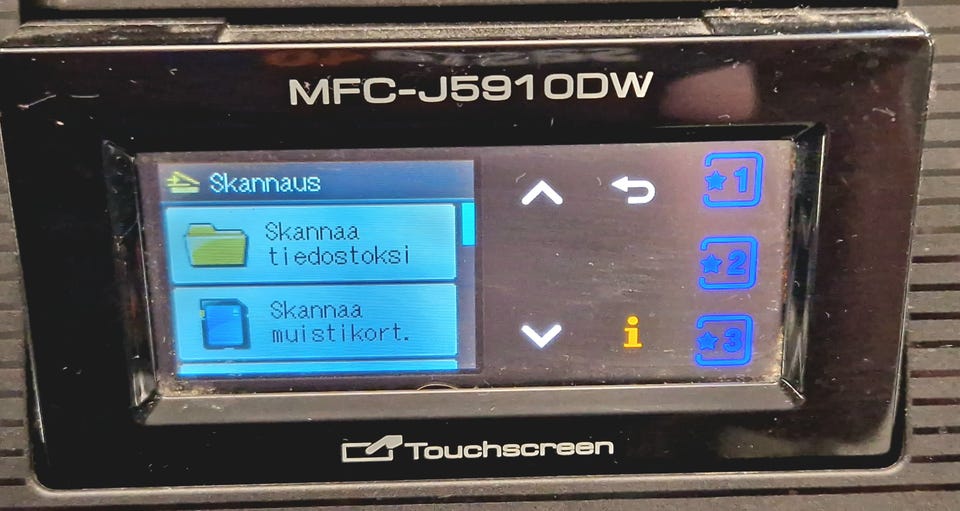 MFC-J5910DW
Skannaus
Skannaa
tiedostoksi
Skannaa
muistikort.
1
2
i
3
Touchscreen